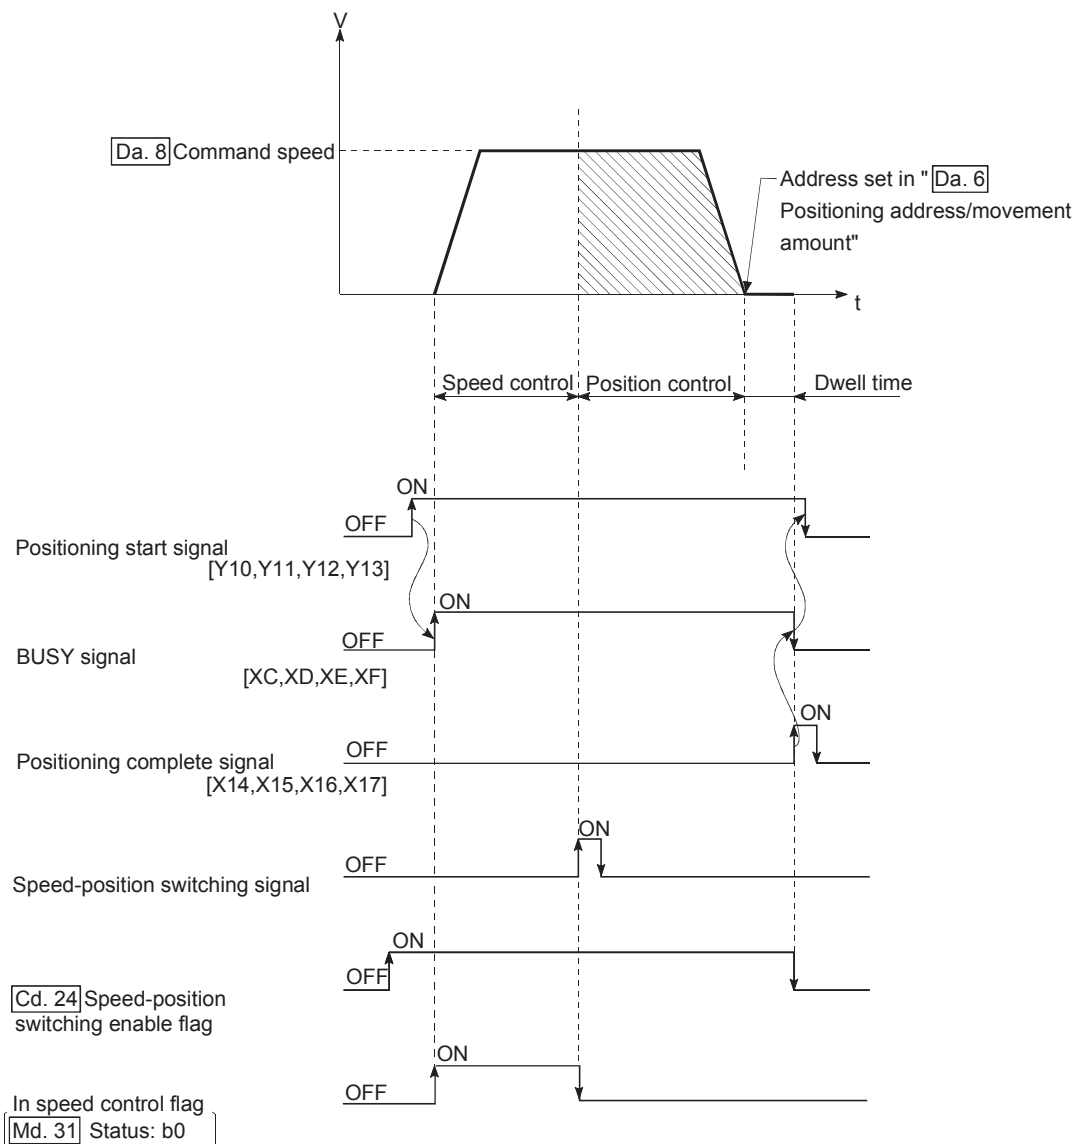 V
Da. 8 Command speed
Address set in " Da. 6
Positioning address/movement
amount"
t
Speed control
Position control
Dwell time
ON
OFF
Positioning start signal
[Y10,Y11,Y12,Y13]
ON
OFF
BUSY signal
[XC,XD,XE,XF]
ON
OFF
Positioning complete signal
[X14,X15,X16,X17]
ON
OFF
Speed-position switching signal
ON
OFF
Cd. 24 Speed-position
switching enable flag
ON
OFF
In speed control flag
Md. 31 Status: b0